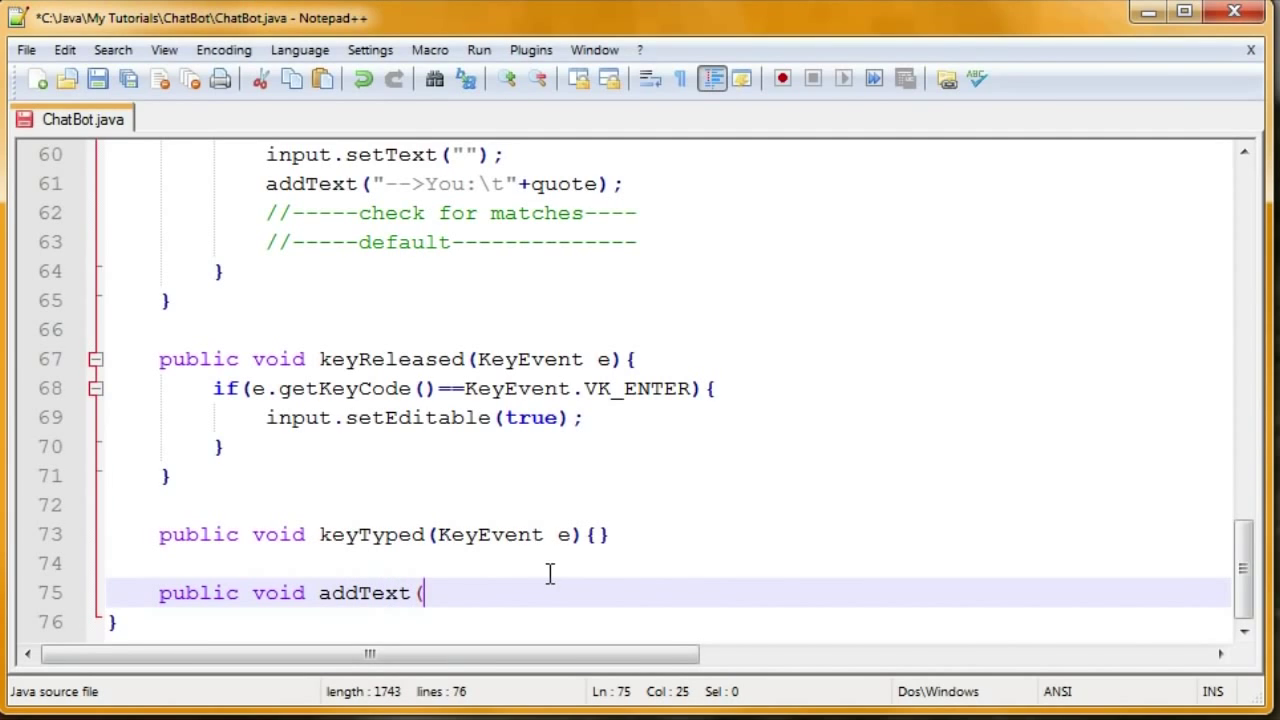 *C:\Java\My Tutorials\ChatBot\ChatBot.java - Notepad++
File Edit Search View Encoding Language Settings Macro Run Plugins Window ? X
ABC
ChatBot.java
60 input.setText("");
61 addText("-->You:\t"+quote);
62 //-----check for matches----
63 //-----default--------------
64 }
65 }
66
67 public void keyReleased(KeyEvent e){
68 if(e.getKeyCode()==KeyEvent.VK_ENTER){
69 input.setEditable(true);
70 }
71 }
72
73 public void keyTyped(KeyEvent e){}
74
75 public void addText(
76 }
Java source file length : 1743 lines : 76 Ln : 75 Col : 25 Sel : 0 Dos\Windows ANSI INS